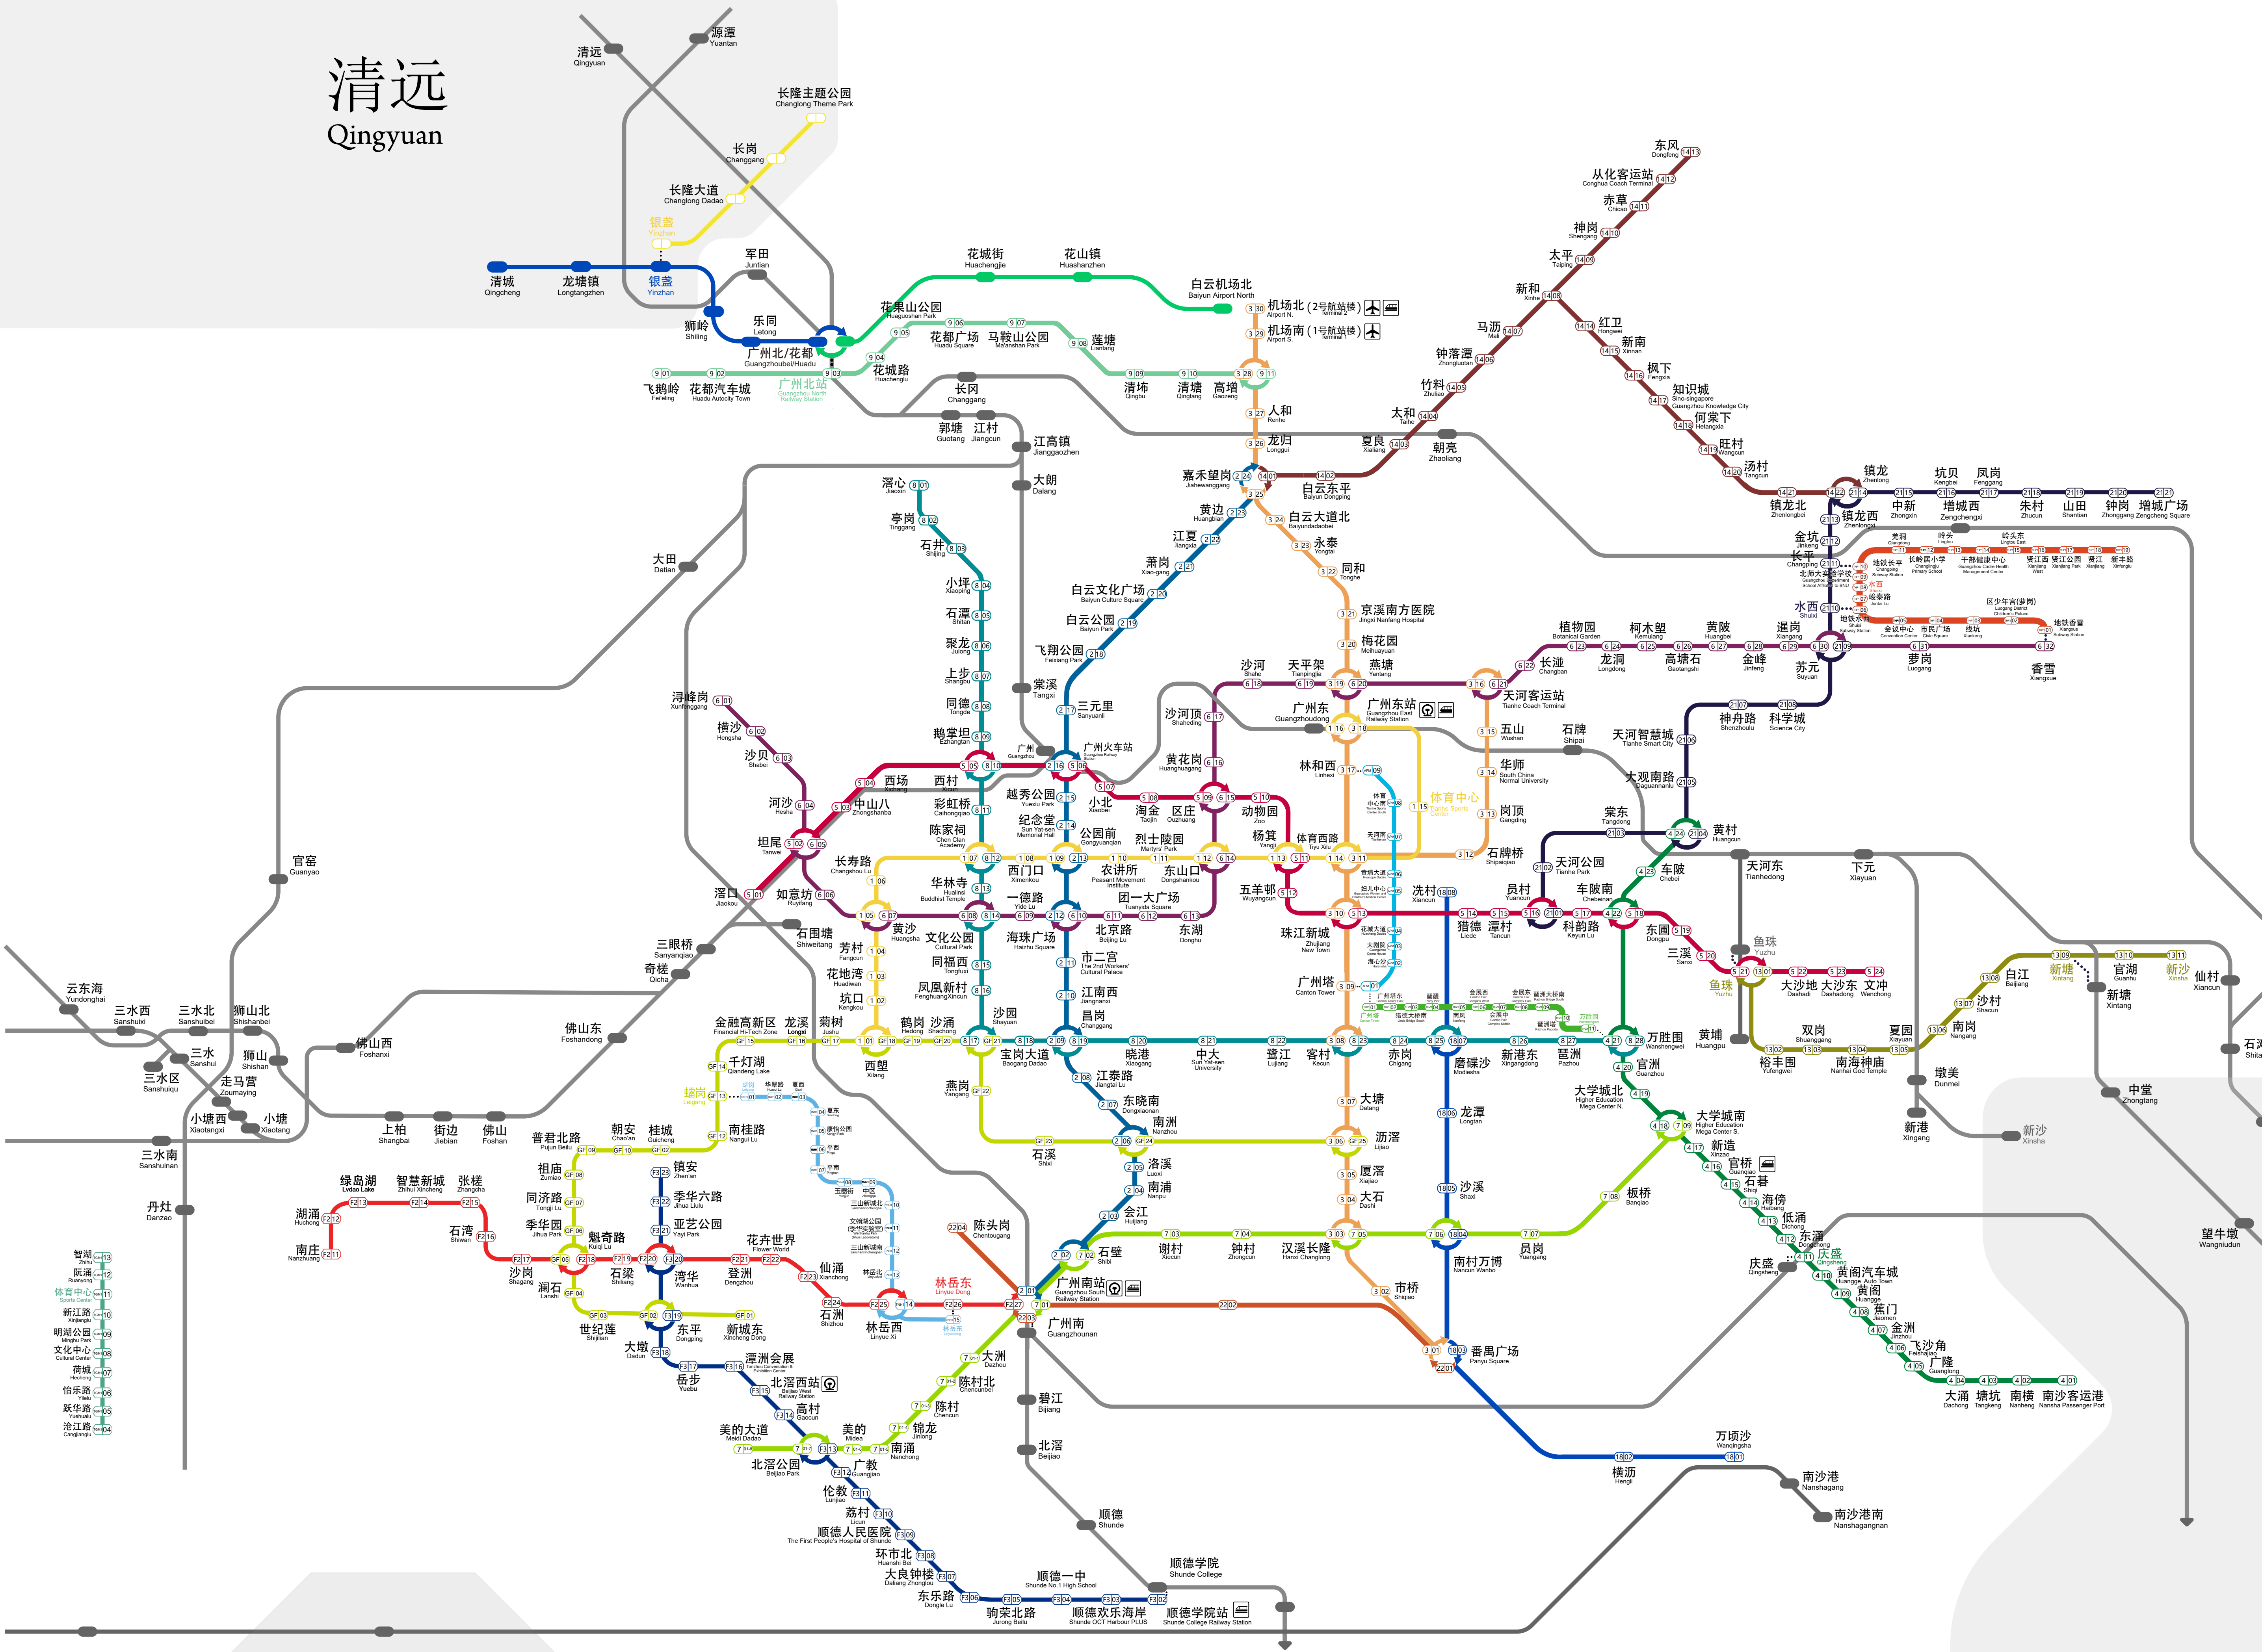 清远
Qingyuan
清远
Qingyuan
源潭
Yuantan
长隆主题公园
Changlong Theme Park
长岗
Changgang
长隆大道
Changlong Dadao
银盏
Yinzhan
清城
Qingcheng
龙塘镇
Longtangzhen
银盏
Yinzhan
狮岭
Shiling
乐同
Letong
军田
Juntian
广州北/花都
Guangzhoubei/Huadu
花城街
Huachengjie
花山镇
Huashanzhen
白云机场北
Baiyun Airport North
机场北 (2号航站楼)
Airport N. Terminal 2
机场南 (1号航站楼)
Airport S. Terminal 1
飞鹅岭
Fei'eling
花都汽车城
Huadu Autocity Town
广州北站
Guangzhou North
Railway Station
花城路
Huachenglu
花果山公园
Huaguoshan Park
花都广场
Huadu Square
马鞍山公园
Ma'anshan Park
莲塘
Liantang
清㘵
Qingbu
清塘
Qingtang
高增
Gaozeng
人和
Renhe
龙归
Longgui
嘉禾望岗
Jiahewanggang
白云东平
Baiyun Dongping
夏良
Xialiang
太和
Taihe
竹料
Zhuliao
钟落潭
Zhongluotan
马沥
Mali
新和
Xinhe
太平
Taiping
神岗
Shengang
赤草
Chicao
从化客运站
Conghua Coach Terminal
东风
Dongfeng
红卫
Hongwei
新南
Xinnan
枫下
Fengxia
知识城
Sino-singapore
Guangzhou Knowledge City
何棠下
Hetangxia
旺村
Wangcun
汤村
Tangcun
镇龙北
Zhenlongbei
镇龙
Zhenlong
中新
Zhongxin
坑贝
Kengbei
增城西
Zengchengxi
凤岗
Fenggang
朱村
Zhucun
山田
Shantian
钟岗
Zhonggang
增城广场
Zengcheng Square
镇龙西
Zhenlongxi
金坑
Jinkeng
长平
Changping
水西
Shuixi
苏元
Suyuan
长冈
Changgang
郭塘
Guotang
江村
Jiangcun
江高镇
Jianggaozhen
大朗
Dalang
朝亮
Zhaoliang
棠溪
Tangxi
大田
Datian
滘心
Jiaoxin
亭岗
Tinggang
石井
Shijing
小坪
Xiaoping
石潭
Shitan
聚龙
Julong
上步
Shangbu
同德
Tongde
鹅掌坦
Ezhangtan
黄边
Huangbian
江夏
Jiangxia
萧岗
Xiao-gang
白云文化广场
Baiyun Culture Square
白云公园
Baiyun Park
飞翔公园
Feixiang Park
三元里
Sanyuanli
广州火车站
Guangzhou Railway
Station
广州
Guangzhou
白云大道北
Baiyundadaobei
永泰
Yongtai
同和
Tonghe
京溪南方医院
Jingxi Nanfang Hospital
梅花园
Meihuayuan
燕塘
Yantang
天平架
Tianpingjia
沙河
Shahe
沙河顶
Shaheding
黄花岗
Huanghuagang
天河客运站
Tianhe Coach Terminal
长湴
Changban
植物园
Botanical Garden
龙洞
Longdong
柯木塱
Kemulang
高塘石
Gaotangshi
黄陂
Huangbei
金峰
Jinfeng
暹岗
Xiangang
萝岗
Luogang
香雪
Xiangxue
神舟路
Shenzhoulu
科学城
Science City
天河智慧城
Tianhe Smart City
大观南路
Daguannanlu
棠东
Tangdong
黄村
Huangcun
车陂
Chebei
车陂南
Chebeinan
天河公园
Tianhe Park
员村
Yuancun
科韵路
Keyun Lu
五山
Wushan
华师
South China
Normal University
岗顶
Gangding
石牌桥
Shipaiqiao
石牌
Shipai
广州东
Guangzhoudong
广州东站
Guangzhou East
Railway Station
林和西
Linhexi
体育中心
Tianhe Sports
Center
体育西路
Tiyu Xilu
杨箕
Yangji
动物园
Zoo
区庄
Ouzhuang
淘金
Taojin
小北
Xiaobei
西村
Xicun
西场
Xichang
中山八
Zhongshanba
坦尾
Tanwei
滘口
Jiaokou
浔峰岗
Xunfenggang
横沙
Hengsha
沙贝
Shabei
河沙
Hesha
如意坊
Ruyifang
黄沙
Huangsha
长寿路
Changshou Lu
陈家祠
Chen Clan
Academy
彩虹桥
Caihongqiao
西门口
Ximenkou
公园前
Gongyuanqian
纪念堂
Sun Yat-sen
Memorial Hall
越秀公园
Yuexiu Park
农讲所
Peasant Movement
Institute
烈士陵园
Martyrs' Park
东山口
Dongshankou
华林寺
Hualinsi
Buddhist Temple
文化公园
Cultural Park
一德路
Yide Lu
海珠广场
Haizhu Square
北京路
Beijing Lu
团一大广场
Tuanyida Square
东湖
Donghu
五羊邨
Wuyangcun
珠江新城
Zhujiang
New Town
猎德
Liede
潭村
Tancun
冼村
Xiancun
芳村
Fangcun
花地湾
Huadiwan
坑口
Kengkou
西塱
Xilang
同福西
Tongfuxi
凤凰新村
FenghuangXincun
沙园
Shayuan
市二宫
The 2nd Workers'
Cultural Palace
江南西
Jiangnanxi
昌岗
Changgang
宝岗大道
Baogang Dadao
晓港
Xiaogang
中大
Sun Yat-sen
University
鹭江
Lujiang
客村
Kecun
赤岗
Chigang
磨碟沙
Modiesha
新港东
Xingangdong
琶洲
Pazhou
万胜围
Wanshengwei
广州塔
Canton Tower
东圃
Dongpu
三溪
Sanxi
鱼珠
Yuzhu
鱼珠
Yuzhu
大沙地
Dashadi
大沙东
Dashadong
文冲
Wenchong
裕丰围
Yufengwei
双岗
Shuanggang
南海神庙
Nanhai God Temple
夏园
Xiayuan
南岗
Nangang
沙村
Shacun
白江
Baijiang
新塘
Xintang
官湖
Guanhu
新沙
Xinsha
新塘
Xintang
仙村
Xiancun
天河东
Tianhedong
下元
Xiayuan
黄埔
Huangpu
墩美
Dunmei
新港
Xingang
新沙
Xinsha
中堂
Zhongtang
望牛墩
Wangniudun
官洲
Guanzhou
大学城北
Higher Education
Mega Center N.
大学城南
Higher Education
Mega Center S.
新造
Xinzao
官桥
Guanqiao
石碁
Shiqi
海傍
Haibang
低涌
Dichong
东涌
Dongchong
庆盛
Qingsheng
庆盛
Qingsheng
黄阁汽车城
Huangge Auto Town
黄阁
Huangge
蕉门
Jiaomen
金洲
Jinzhou
飞沙角
Feishajiao
广隆
Guanglong
大涌
Dachong
塘坑
Tangkeng
南横
Nanheng
南沙客运港
Nansha Passenger Port
板桥
Banqiao
员岗
Yuangang
南村万博
Nancun Wanbo
汉溪长隆
Hanxi Changlong
钟村
Zhongcun
谢村
Xiecun
石壁
Shibi
广州南站
Guangzhou South
Railway Station
广州南
Guangzhounan
陈头岗
Chentougang
会江
Huijiang
南浦
Nanpu
洛溪
Luoxi
南洲
Nanzhou
东晓南
Dongxiaonan
江泰路
Jiangtai Lu
大塘
Datang
沥滘
Lijiao
厦滘
Xiajiao
大石
Dashi
市桥
Shiqiao
番禺广场
Panyu Square
龙潭
Longtan
沙溪
Shaxi
横沥
Hengli
万顷沙
Wanqingsha
南沙港
Nanshagang
南沙港南
Nanshagangnan
石溪
Shixi
燕岗
Yangang
沙涌
Shachong
鹤岗
Hedong
菊树
Jushu
龙溪
Longxi
金融高新区
Financial Hi-Tech Zone
千灯湖
Qiandeng Lake
𧒽岗
Leigang
南桂路
Nangui Lu
桂城
Guicheng
朝安
Chao'an
普君北路
Pujun Beilu
祖庙
Zumiao
同济路
Tongji Lu
季华园
Jihua Park
魁奇路
Kuiqi Lu
澜石
Lanshi
世纪莲
Shijilian
东平
Dongping
新城东
Xincheng Dong
镇安
Zhen'an
季华六路
Jihua Liulu
亚艺公园
Yayi Park
湾华
Wanhua
石梁
Shiliang
沙岗
Shagang
石湾
Shiwan
张槎
Zhangcha
智慧新城
Zhihui Xincheng
绿岛湖
Lvdao Lake
湖涌
Huchong
南庄
Nanzhuang
登洲
Dengzhou
花卉世界
Flower World
仙涌
Xianchong
石洲
Shizhou
林岳西
Linyue Xi
林岳东
Linyue Dong
大墩
Dadun
岳步
Yuebu
潭洲会展
北滘西站
Beijiao West
Railway Station
高村
Gaocun
美的大道
Meidi Dadao
北滘公园
Beijiao Park
美的
Midea
南涌
Nanchong
锦龙
Jinlong
陈村
Chencun
陈村北
Chencunbei
大洲
Dazhou
广教
Guangjiao
伦教
Lunjiao
荔村
Licun
顺德人民医院
The First People's Hospital of Shunde
环市北
Huanshi Bei
大良钟楼
Daliang Zhonglou
东乐路
Dongle Lu
驹荣北路
Jurong Beilu
顺德一中
Shunde No.1 High School
顺德欢乐海岸
Shunde OCT Harbour PLUS
顺德学院站
Shunde College Railway Station
顺德学院
Shunde College
顺德
Shunde
北滘
Beijiao
碧江
Bijiang
石围塘
Shiweitang
三眼桥
Sanyanqiao
奇槎
Qicha
佛山东
Foshandong
佛山西
Foshanxi
佛山
Foshan
街边
Jiebian
上柏
Shangbai
官窑
Guanyao
云东海
Yundonghai
三水西
Sanshuixi
三水北
Sanshuibei
狮山北
Shishanbei
狮山
Shishan
三水
Sanshui
三水区
Sanshuiqu
走马营
Zoumaying
小塘西
Xiaotangxi
小塘
Xiaotang
三水南
Sanshuinan
丹灶
Danzao
智湖
Zhihu
阮涌
Ruanyong
体育中心
Sports Center
新江路
Xinjianglu
明湖公园
Minghu Park
文化中心
Cultural Center
荷城
Hecheng
怡乐路
Yilelu
跃华路
Yuehualu
沧江路
Cangjianglu